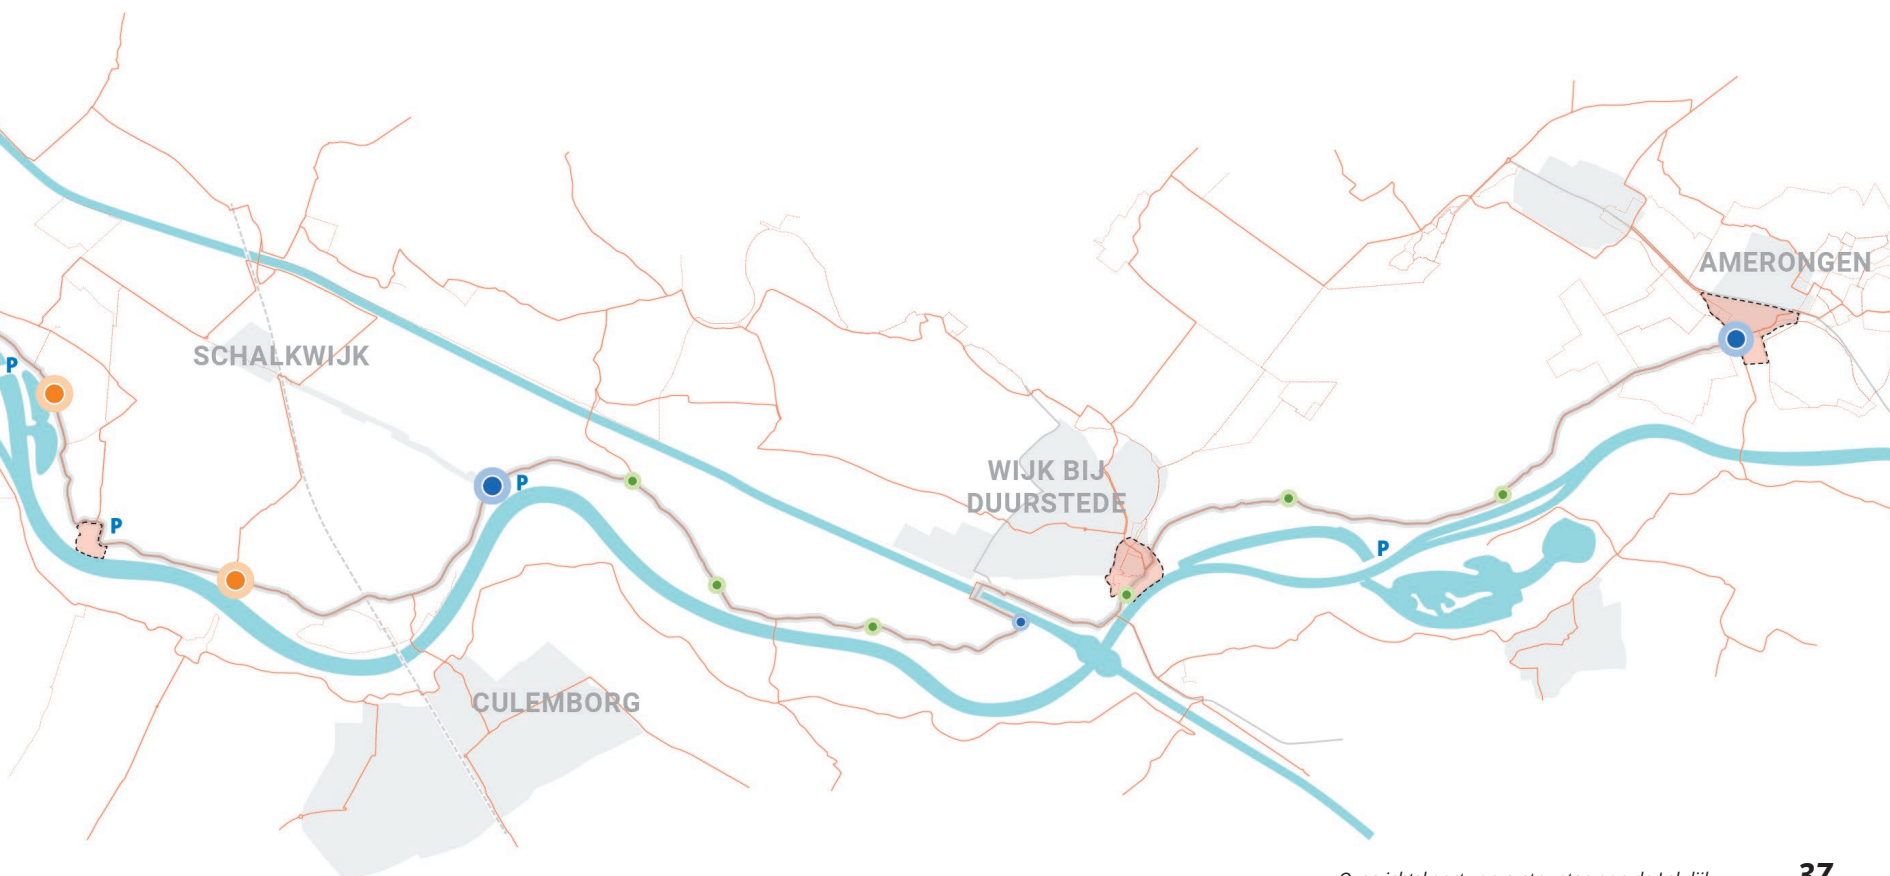 AMERONGEN
SCHALKWIJK
P
WIJK BIJ
DUURSTEDE
P
P
P
CULEMBORG
37